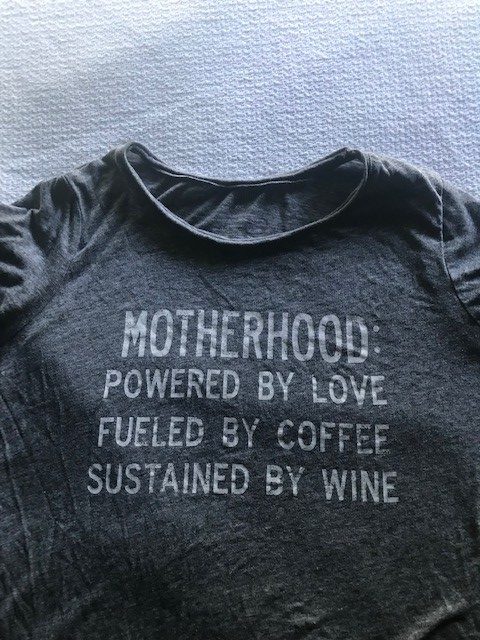 MOTHERHOOD:
POWERED BY LOVE
FUELED BY COFFEE
SUSTAINED BY WINE